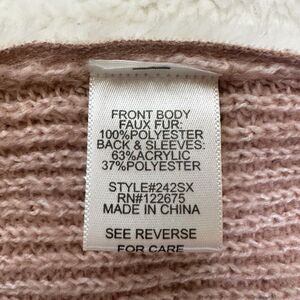 FRONT BODY
FAUX FUR:
100%POLYESTER
BACK & SLEEVES:
63%ACRYLIC
37%POLYESTER
STYLE#242SX
RN#122675
MADE IN CHINA
SEE REVERSE
FOR CARE